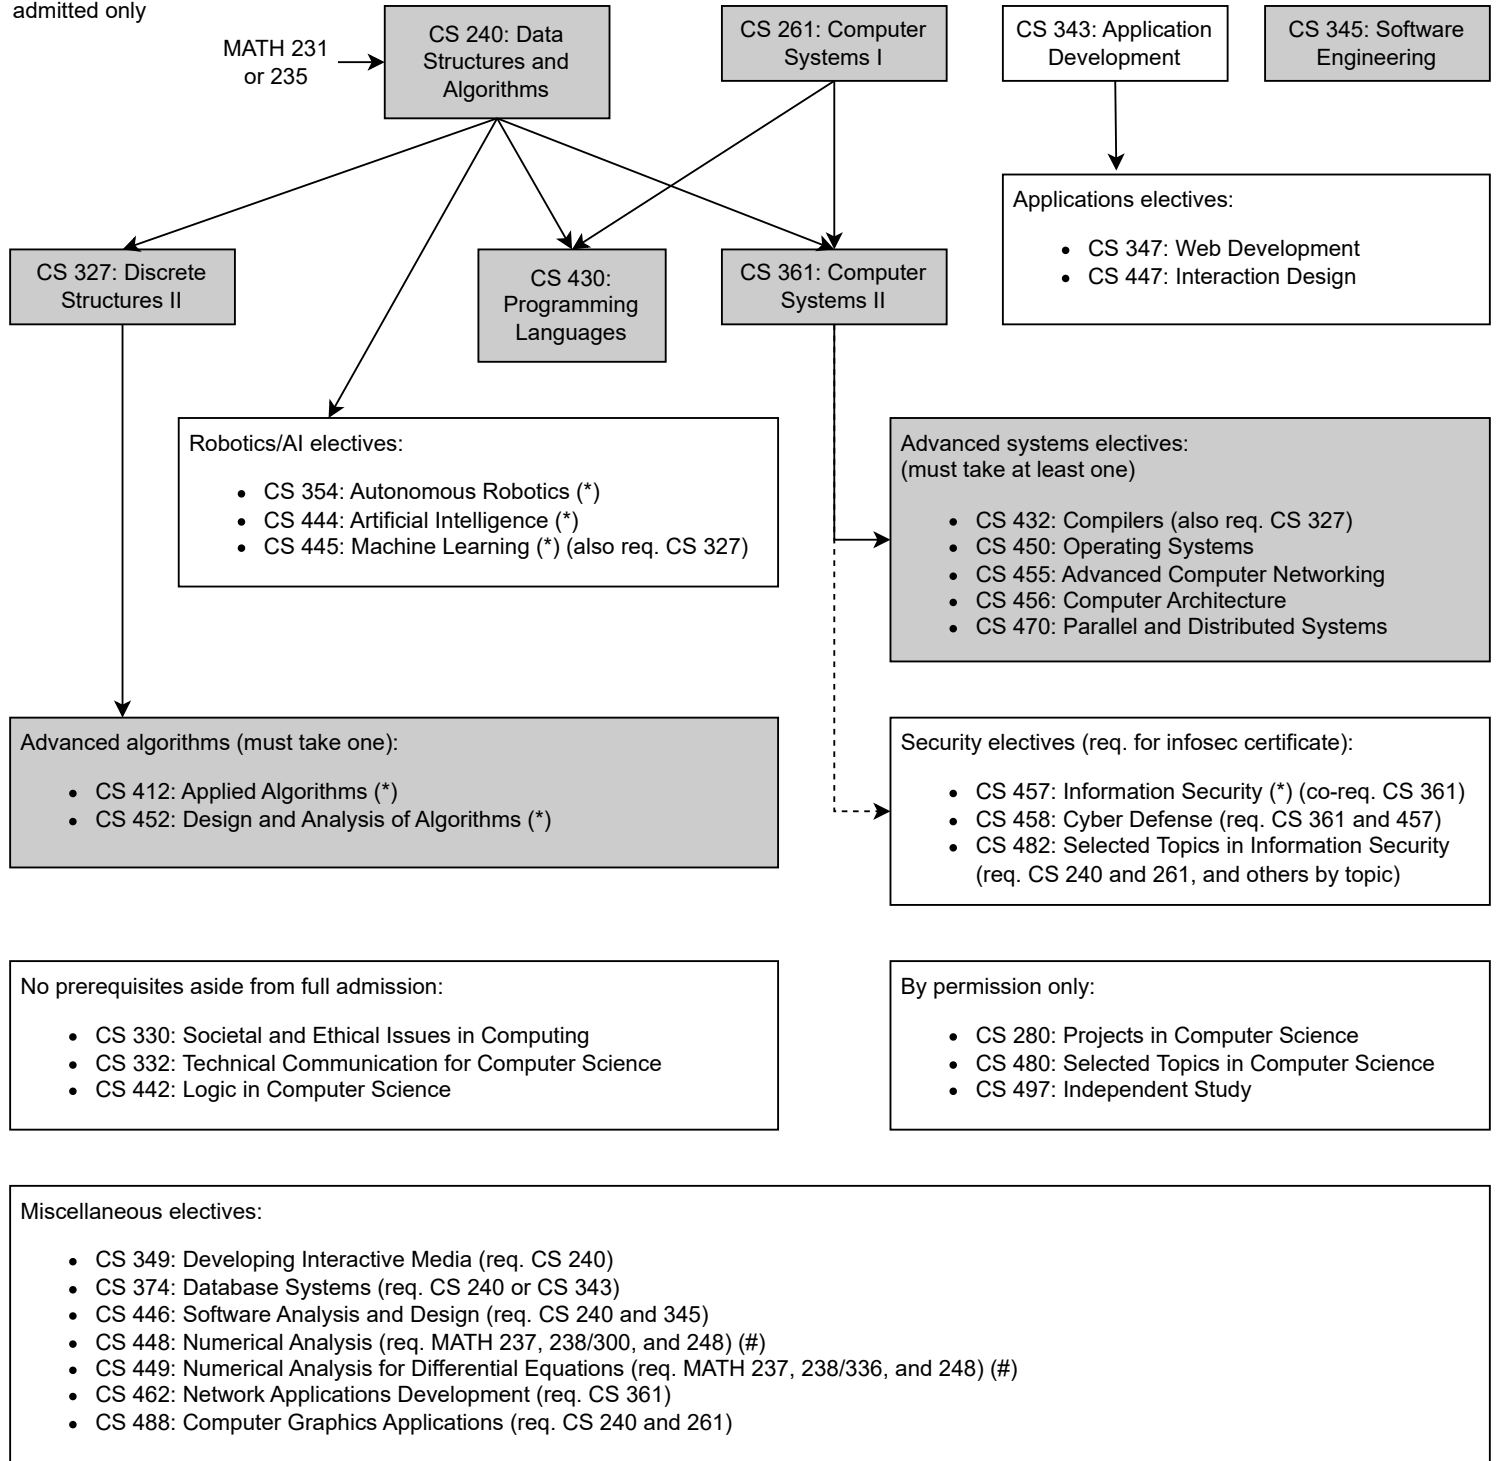 admitted only
MATH 231
or 235
CS 240: Data
Structures and
Algorithms
CS 261: Computer
Systems I
CS 343: Application
Development
CS 345: Software
Engineering
Applications electives:
• CS 347: Web Development
• CS 447: Interaction Design
CS 327: Discrete
Structures II
CS 430:
Programming
Languages
CS 361: Computer
Systems II
Robotics/AI electives:
• CS 354: Autonomous Robotics (*)
• CS 444: Artificial Intelligence (*)
• CS 445: Machine Learning (*) (also req. CS 327)
Advanced systems electives:
(must take at least one)
• CS 432: Compilers (also req. CS 327)
• CS 450: Operating Systems
• CS 455: Advanced Computer Networking
• CS 456: Computer Architecture
• CS 470: Parallel and Distributed Systems
Advanced algorithms (must take one):
• CS 412: Applied Algorithms (*)
• CS 452: Design and Analysis of Algorithms (*)
Security electives (req. for infosec certificate):
• CS 457: Information Security (*) (co-req. CS 361)
• CS 458: Cyber Defense (req. CS 361 and 457)
• CS 482: Selected Topics in Information Security
(req. CS 240 and 261, and others by topic)
No prerequisites aside from full admission:
• CS 330: Societal and Ethical Issues in Computing
• CS 332: Technical Communication for Computer Science
• CS 442: Logic in Computer Science
By permission only:
• CS 280: Projects in Computer Science
• CS 480: Selected Topics in Computer Science
• CS 497: Independent Study
Miscellaneous electives:
• CS 349: Developing Interactive Media (req. CS 240)
• CS 374: Database Systems (req. CS 240 or CS 343)
• CS 446: Software Analysis and Design (req. CS 240 and 345)
• CS 448: Numerical Analysis (req. MATH 237, 238/300, and 248) (#)
• CS 449: Numerical Analysis for Differential Equations (req. MATH 237, 238/336, and 248) (#)
• CS 462: Network Applications Development (req. CS 361)
• CS 488: Computer Graphics Applications (req. CS 240 and 261)